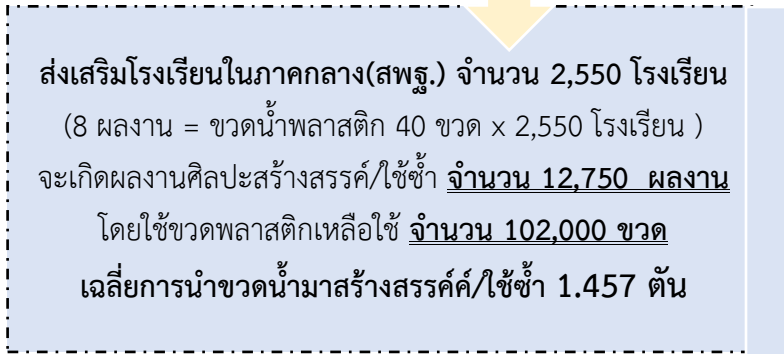 ส่งเสริมโรงเรียนในภาคกลาง(สพฐ.) จำนวน 2,550 โรงเรียน
(8 ผลงาน = ขวดน้ำพลาสติก 40 ขวด x 2,550 โรงเรียน )
จะเกิดผลงานศิลปะสร้างสรรค์/ใช้ซ้ำ จำนวน 12,750 ผลงาน
โดยใช้ขวดพลาสติกเหลือใช้ จำนวน 102,000 ขวด
เฉลี่ยการนำขวดน้ำมาสร้างสรรค์ค์/ใช้ซ้ำ 1.457 ตัน